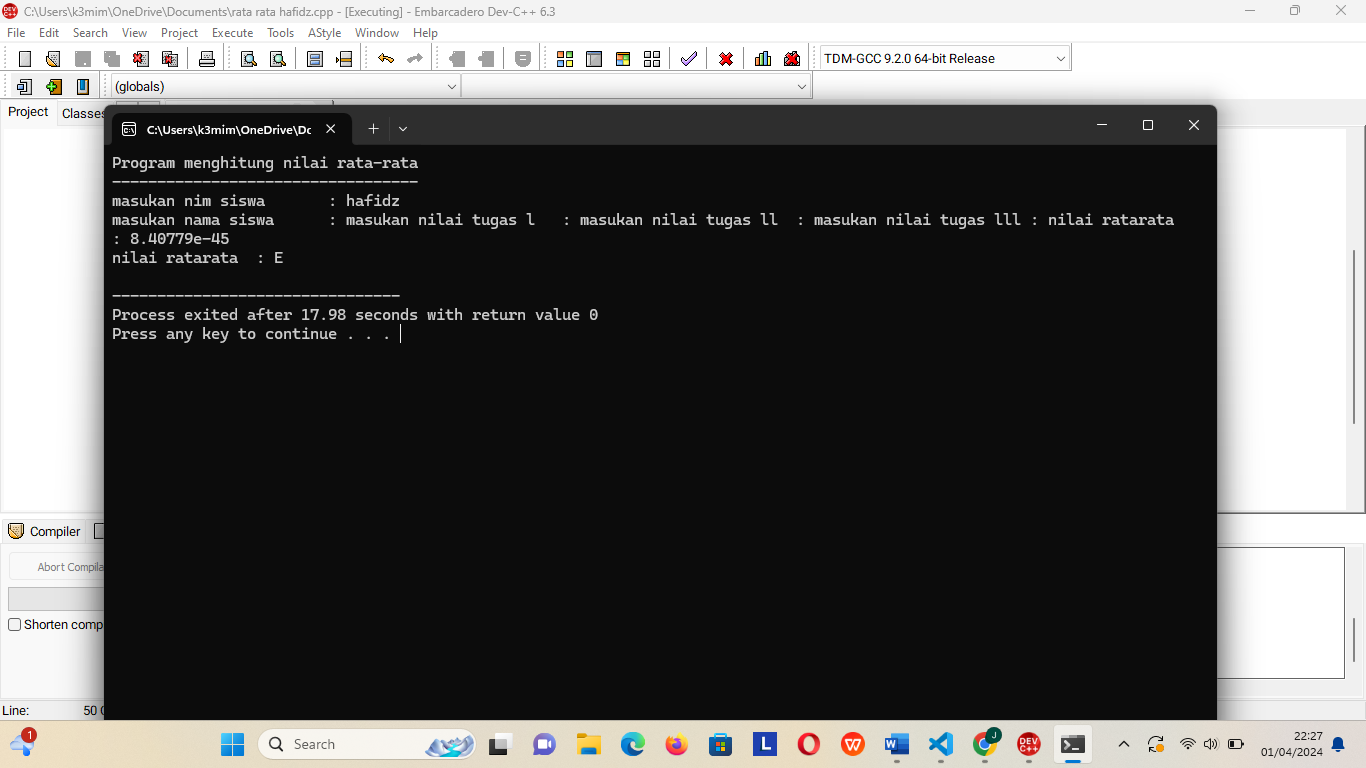 C:\Users\k3mim\OneDrive\Documents\rata rata hafidz.cpp - [Executing] - Embarcadero Dev-C++ 6.3
File Edit Search View Project Execute Tools AStyle Window Help
TDM-GCC 9.2.0 64-bit Release
(globals)
Project Classes
C:\Users\k3mim\OneDrive\Dc
Program menghitung nilai rata-rata
----------------------------------
masukan nim siswa : hafidz
masukan nama siswa : masukan nilai tugas l : masukan nilai tugas ll : masukan nilai tugas lll : nilai ratarata
: 8.40779e-45
nilai ratarata : E
--------------------------------
Process exited after 17.98 seconds with return value 0
Press any key to continue . . .
Compiler
Abort Compila
Shorten comp
Line: 50
1
Search
L
W
J
DEV C++
22:27
01/04/2024